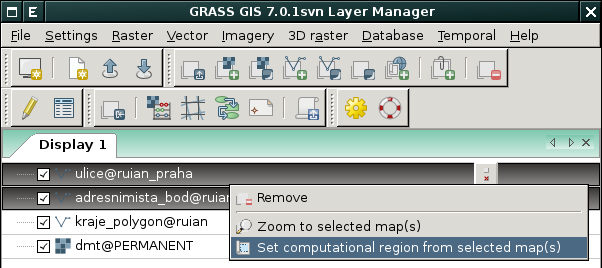 GRASS GIS 7.0.1svn Layer Manager
File Settings Raster Vector Imagery 3D raster Database Temporal Help
Display 1
ulice@ruian_praha
adresnimista_bod@ruian
Remove
kraje_polygon@ruian
Zoom to selected map(s)
dmt@PERMANENT
Set computational region from selected map(s)